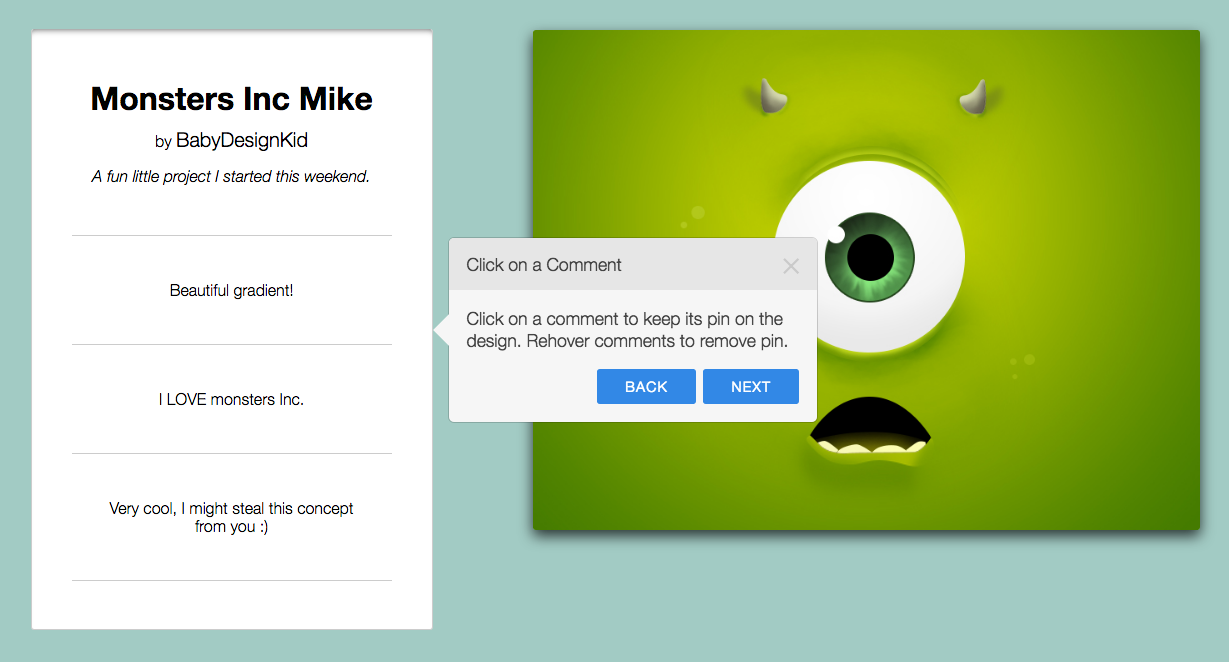 Monsters Inc Mike
by BabyDesignKid
A fun little project I started this weekend.
Beautiful gradient!
I LOVE monsters Inc.
Very cool, I might steal this concept
from you :)
Click on a Comment
Click on a comment to keep its pin on the
design. Rehover comments to remove pin.
BACK NEXT